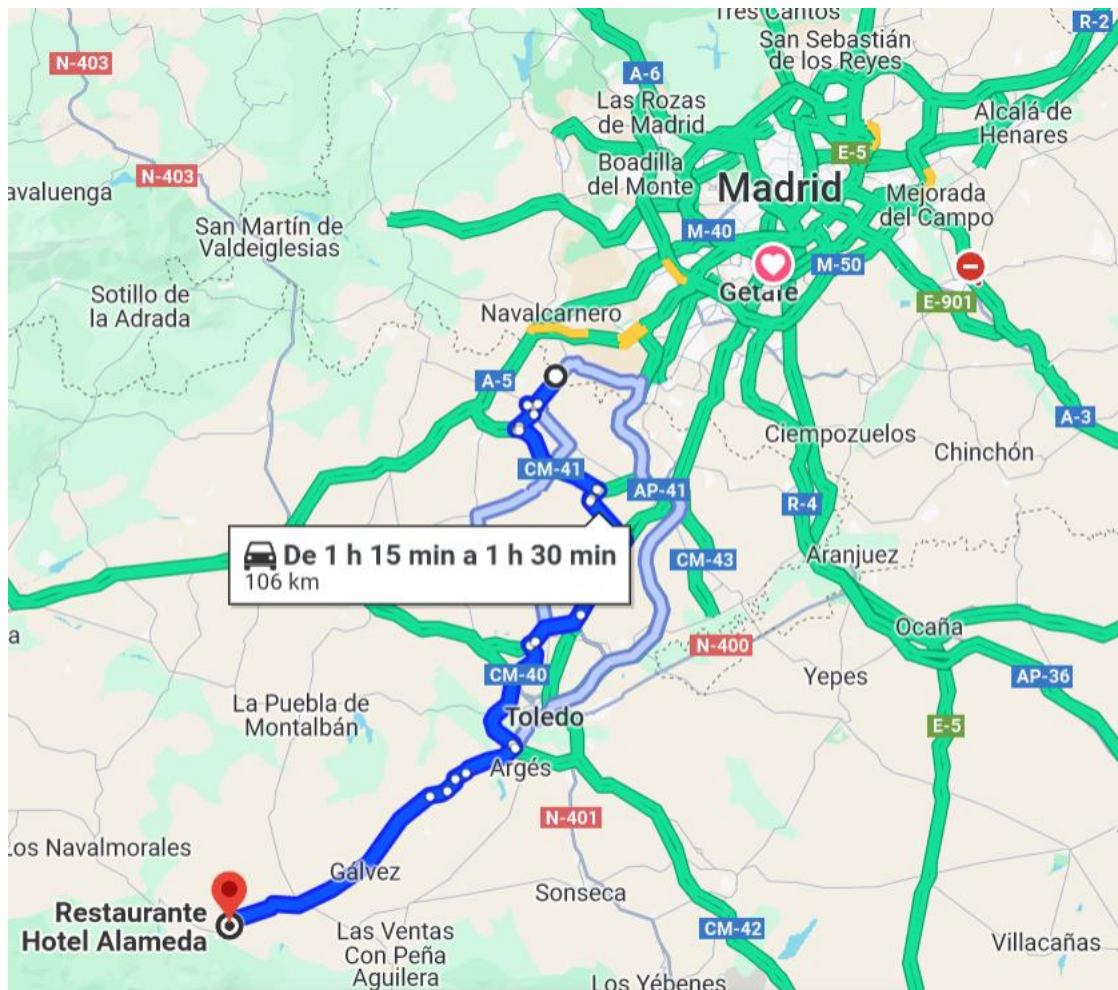 Tres Cantos
R-2
N-403
San Sebastián
de los Reyes
A-6
Las Rozas
de Madrid
Alcalá de
Henares
E-5
Boadilla
del Monte
N-403
avaluenga
Madrid
Mejorada
del Campo
San Martín de
Valdeiglesias
M-40
M-50
Getafe
Sotillo de
la Adrada
E-901
Navalcarnero
A-5
A-3
Ciempozuelos
Chinchón
CM-41
AP-41
R-4
De 1 h 15 min a 1 h 30 min
106 km
CM-43
Aranjuez
a
Ocaña
N-400
CM-40
Yepes
AP-36
La Puebla de
Montalbán
Toledo
E-5
Argés
N-401
Los Navalmorales
Gálvez
Sonseca
Restaurante
Hotel Alameda
Las Ventas
Con Peña
Aguilera
CM-42
Villacañas
Los Yébenes